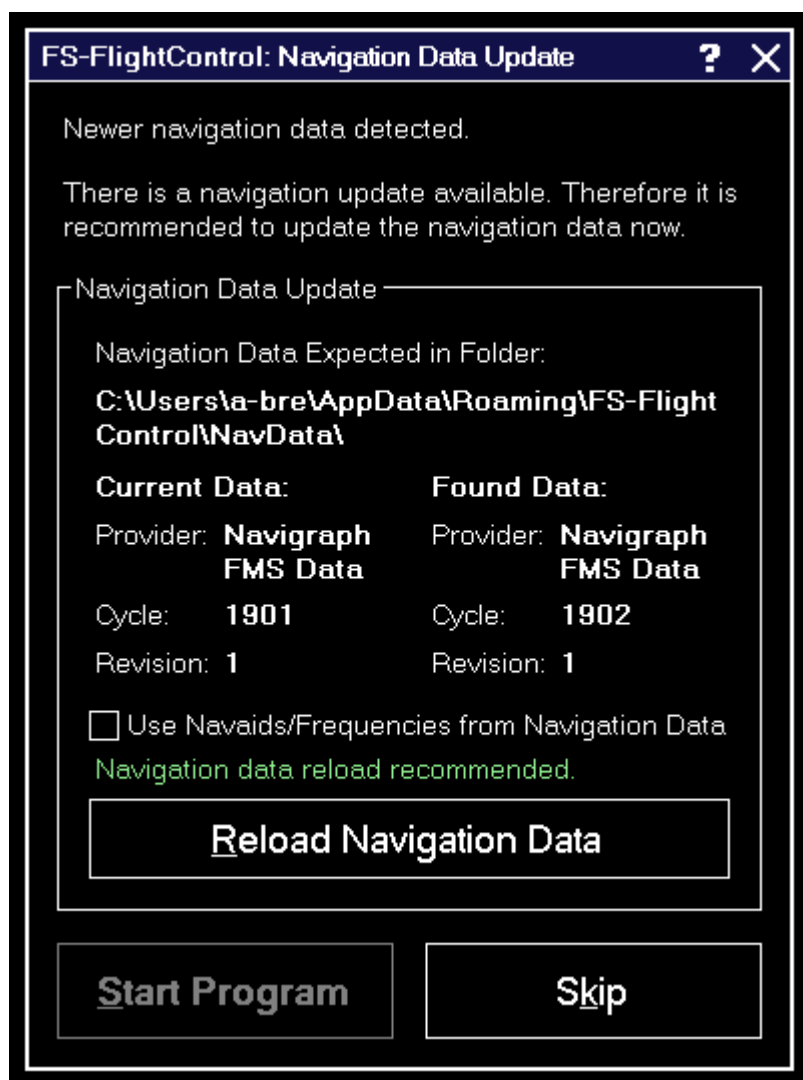 FS-FlightControl: Navigation Data Update ? X
Newer navigation data detected.
There is a navigation update available. Therefore it is
recommended to update the navigation data now.
Navigation Data Update
Navigation Data Expected in Folder:
C:\Users\a-bre\AppData\Roaming\FS-Flight
Control\NavData\
Current Data: Found Data:
Provider: Navigraph Provider: Navigraph
FMS Data FMS Data
Cycle: 1901 Cycle: 1902
Revision: 1 Revision: 1
Use Navaids/Frequencies from Navigation Data
Navigation data reload recommended.
Reload Navigation Data
Start Program Skip